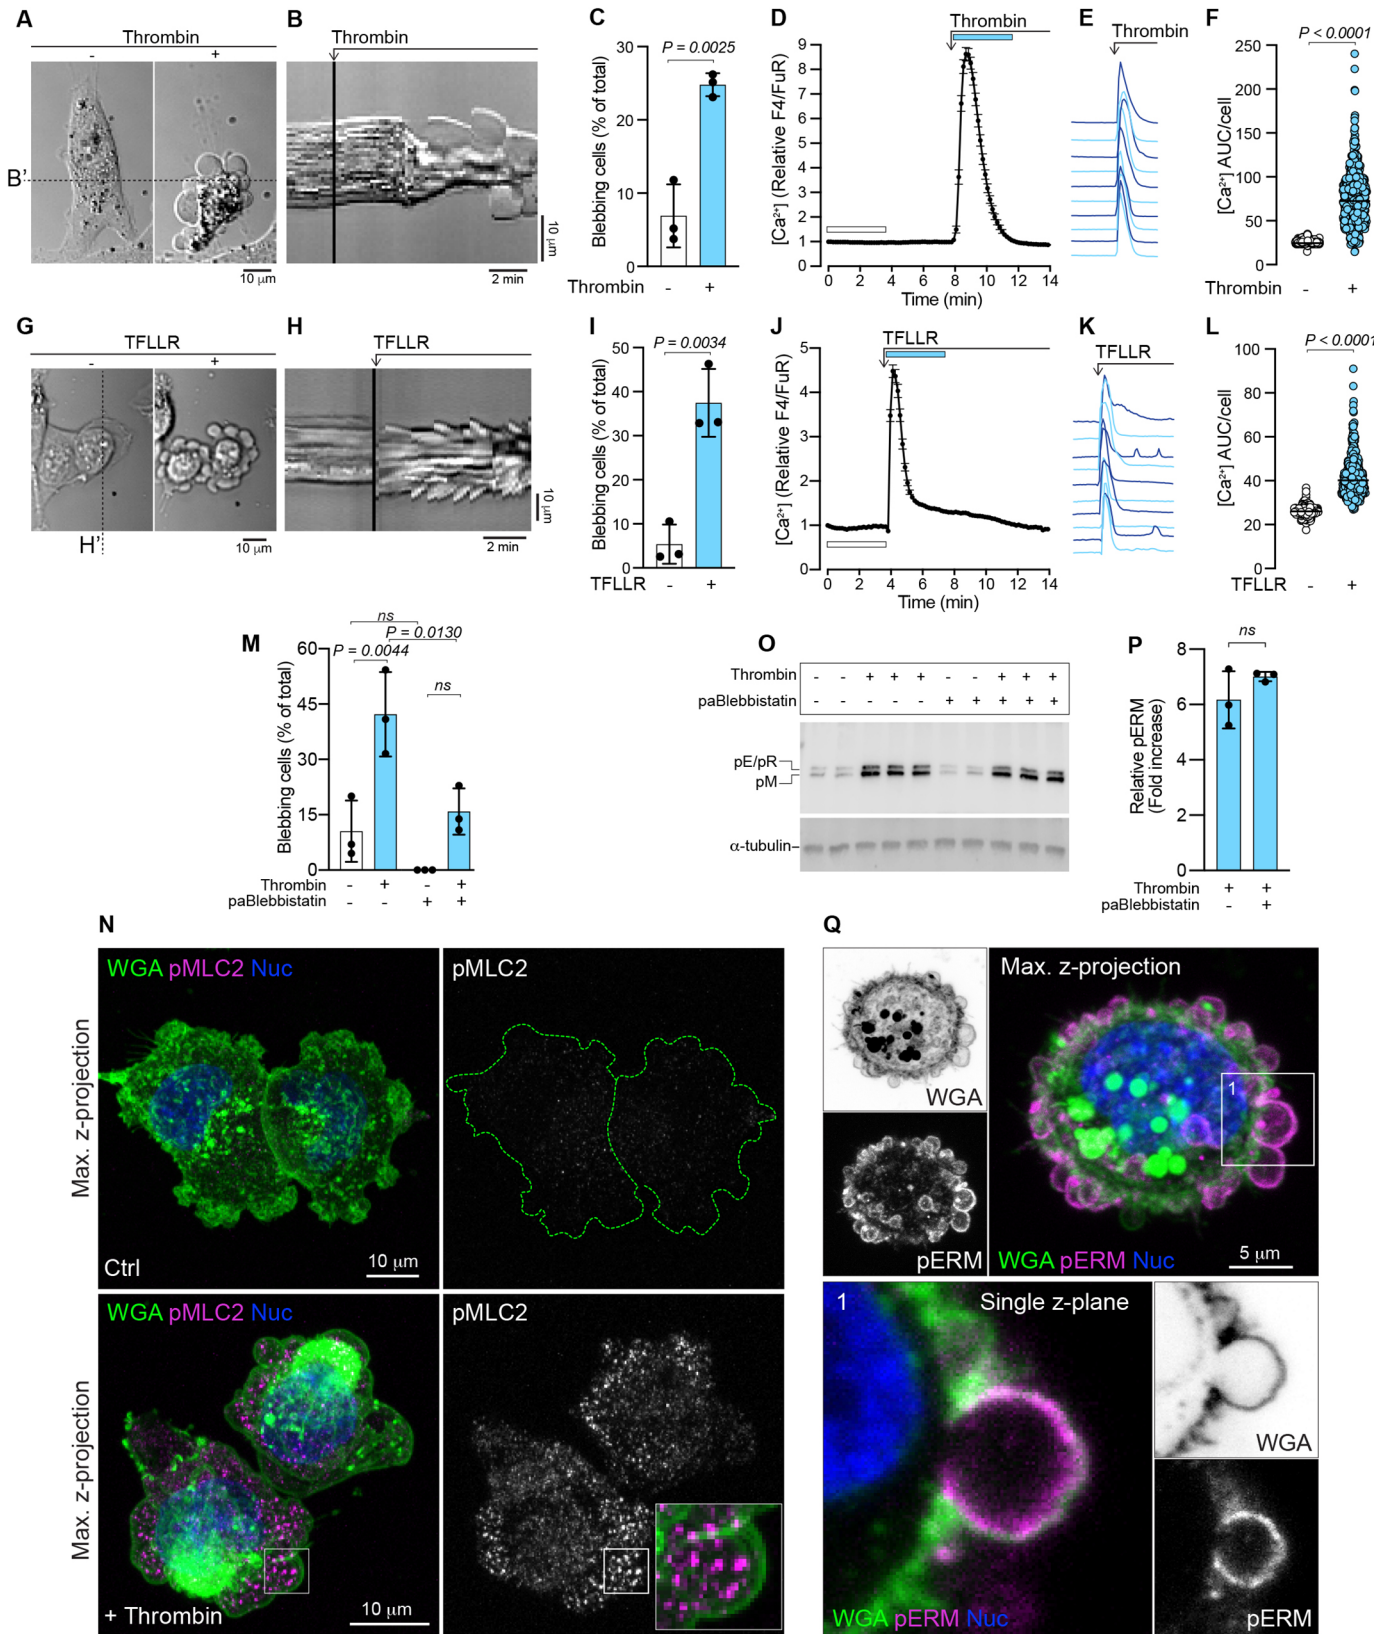 A
Thrombin
-
+
B'
10 μm
B
Thrombin
10 μm
2 min
C
P = 0.0025
Blebbing cells (% of total)
30
20
10
0
Thrombin - +
D
Thrombin
[Ca²⁺] (Relative F4/FuR)
9
8
7
6
5
4
3
2
1
0
0 2 4 6 8 10 12 14
Time (min)
E
Thrombin
F
P < 0.0001
[Ca²⁺] AUC/cell
250
200
150
100
50
0
Thrombin - +
G
TFLLR
-
+
H'
10 μm
H
TFLLR
10 μm
2 min
I
P = 0.0034
Blebbing cells (% of total)
50
40
30
20
10
0
TFLLR - +
J
TFLLR
[Ca²⁺] (Relative F4/FuR)
5
4
3
2
1
0
0 2 4 6 8 10 12 14
Time (min)
K
TFLLR
L
P < 0.0001
[Ca²⁺] AUC/cell
100
80
60
40
20
0
TFLLR - +
M
ns
P = 0.0130
P = 0.0044
ns
Blebbing cells (% of total)
60
45
30
15
0
Thrombin - + - +
paBlebbistatin - - + +
O
Thrombin - - + + + - - + + +
paBlebbistatin - - - - - + + + + +
pE/pR
pM
α-tubulin
P
ns
Relative pERM
(Fold increase)
8
6
4
2
0
Thrombin + +
paBlebbistatin - +
N
Max. z-projection
WGA pMLC2 Nuc
Ctrl
10 μm
pMLC2
Max. z-projection
WGA pMLC2 Nuc
+ Thrombin
10 μm
pMLC2
Q
WGA
pERM
Max. z-projection
1
WGA pERM Nuc
5 μm
1
Single z-plane
WGA pERM Nuc
WGA
pERM